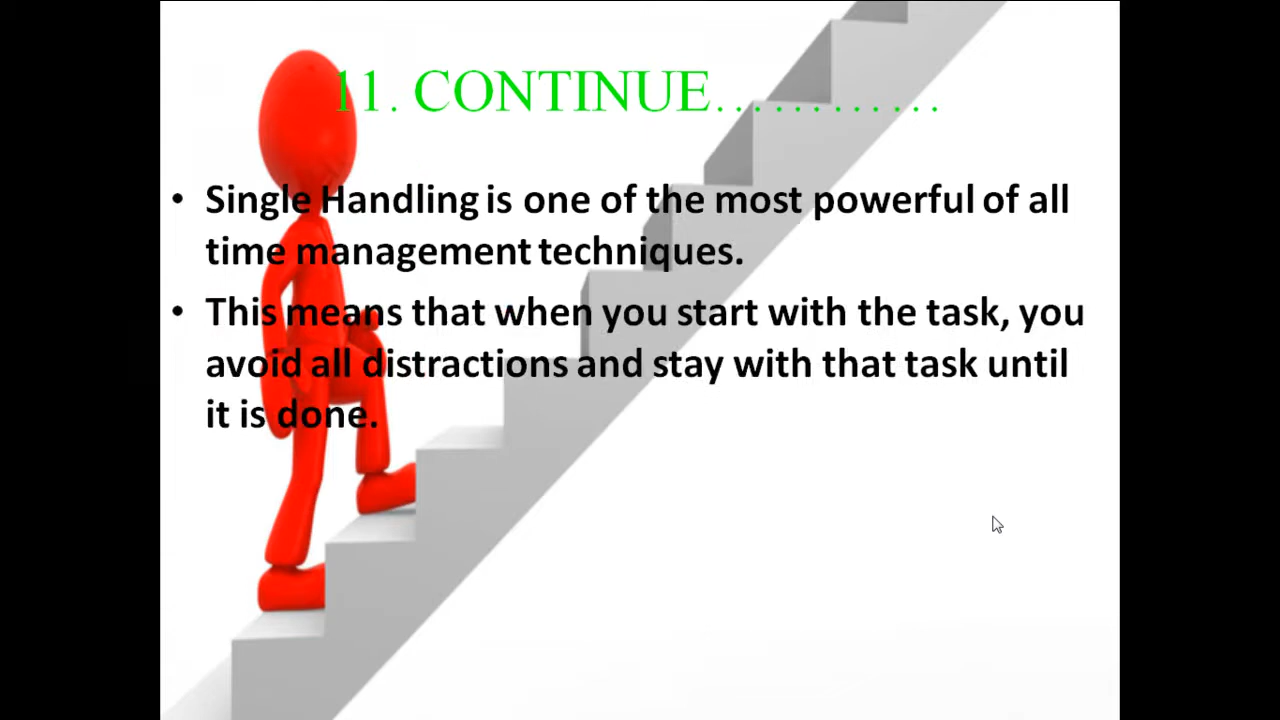 11. CONTINUE............
• Single Handling is one of the most powerful of all
time management techniques.
• This means that when you start with the task, you
avoid all distractions and stay with that task until
it is done.